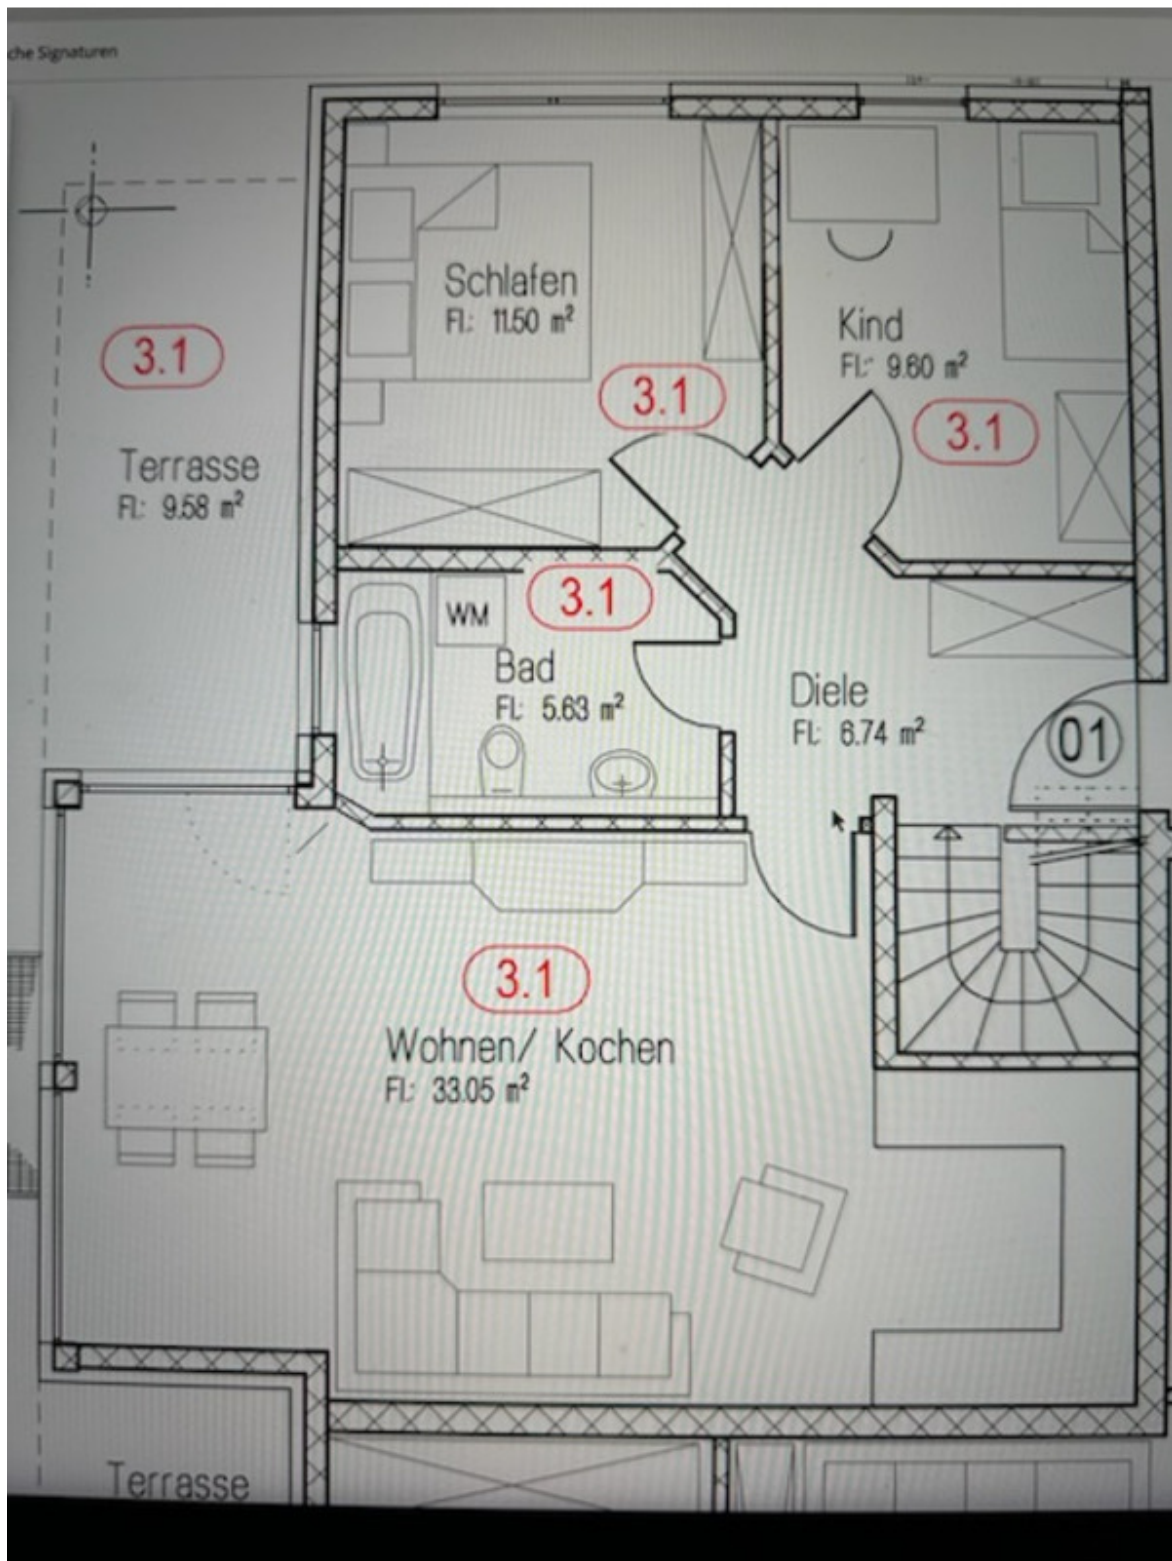 che Signaturen
Schlafen
Fl.: 11.50 m²
Kind
Fl.: 9.60 m²
3.1
3.1
3.1
Terrasse
Fl.: 9.58 m²
3.1
WM
Bad
Fl.: 5.63 m²
Diele
Fl.: 6.74 m²
01
3.1
Wohnen/ Kochen
Fl.: 33.05 m²
Terrasse